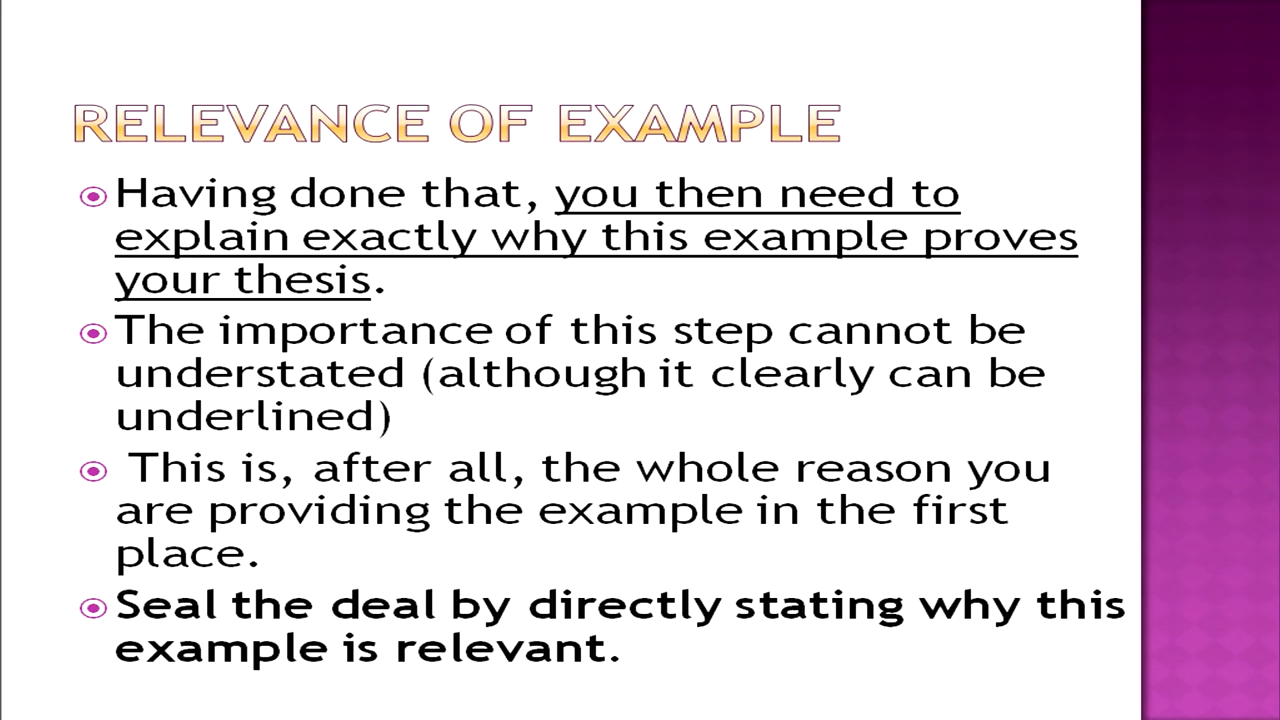 RELEVANCE OF EXAMPLE
Having done that, you then need to
explain exactly why this example proves
your thesis.
The importance of this step cannot be
understated (although it clearly can be
underlined)
This is, after all, the whole reason you
are providing the example in the first
place.
Seal the deal by directly stating why this
example is relevant.